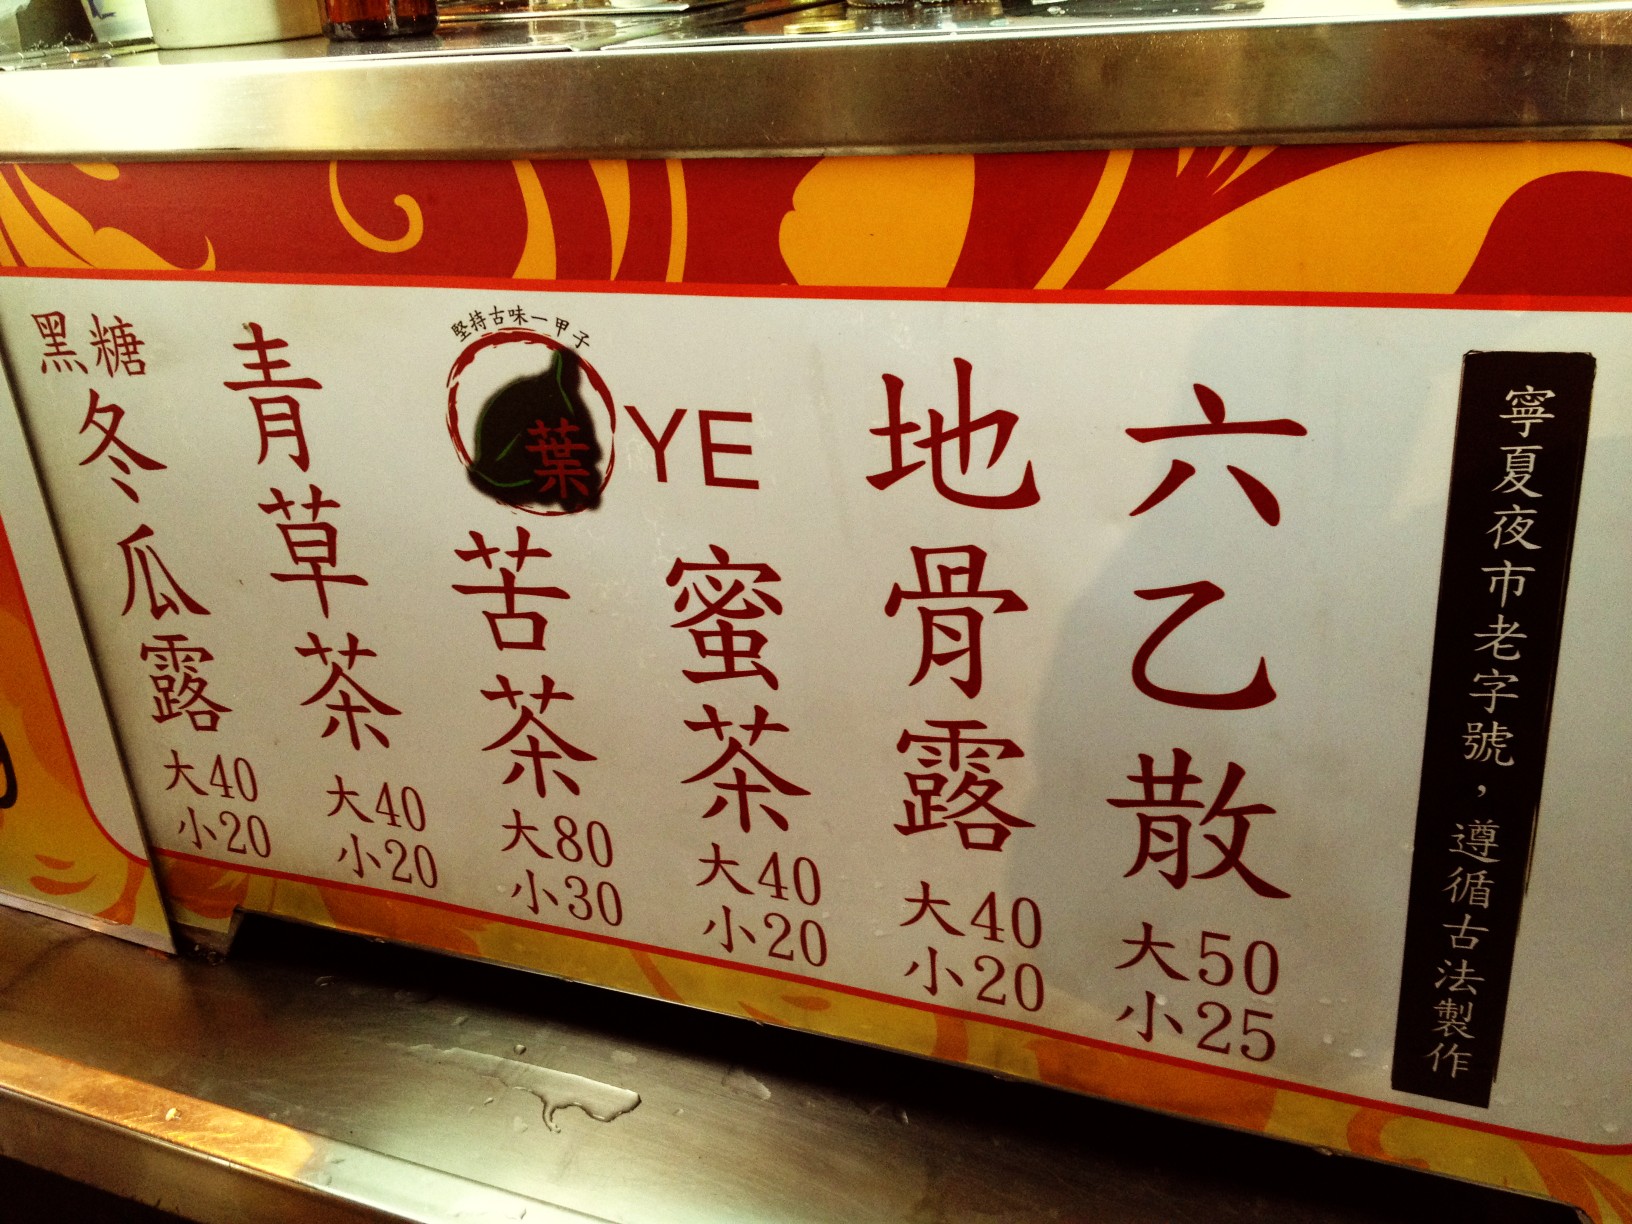 寧夏夜市老字號，遵循古法製作
六乙散
大50
小25
地骨露
大40
小20
堅持古味一甲子
葉
YE
蜜茶
大40
小20
苦茶
大80
小30
青草茶
大40
小20
黑糖
冬瓜露
大40
小20